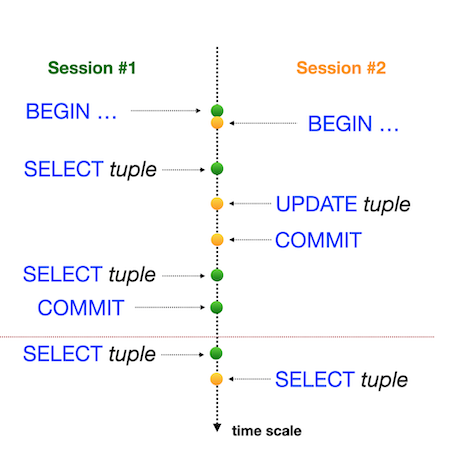 Session #1
Session #2
BEGIN …
BEGIN …
SELECT tuple
UPDATE tuple
COMMIT
SELECT tuple
COMMIT
SELECT tuple
SELECT tuple
time scale